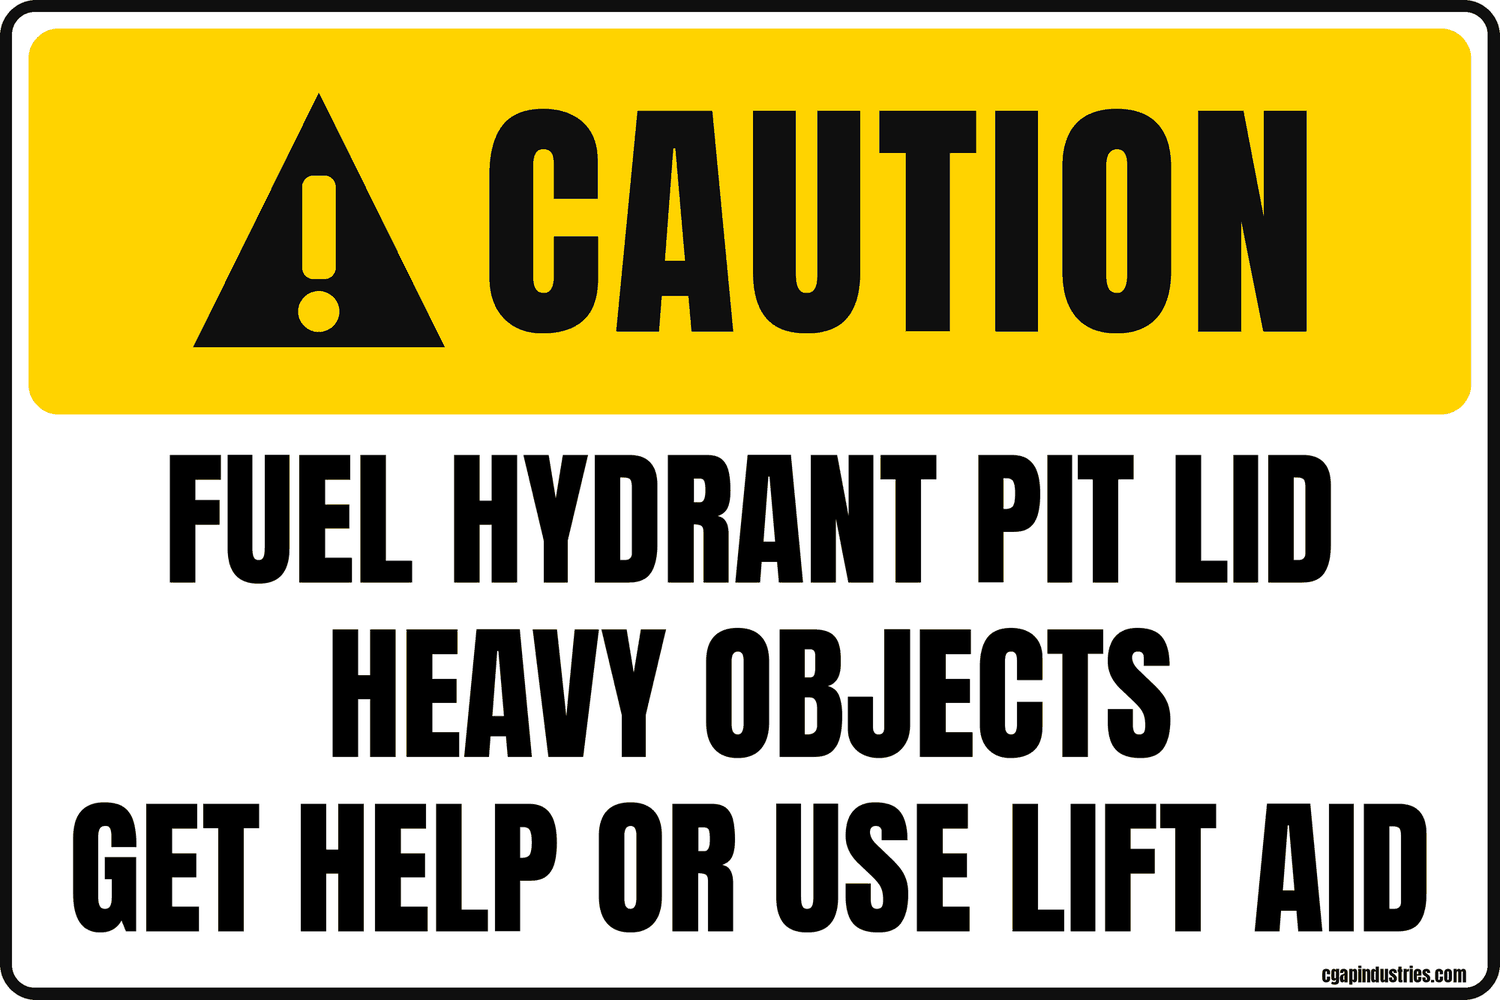 CAUTION
FUEL HYDRANT PIT LID
HEAVY OBJECTS
GET HELP OR USE LIFT AID
cgapindustries.com